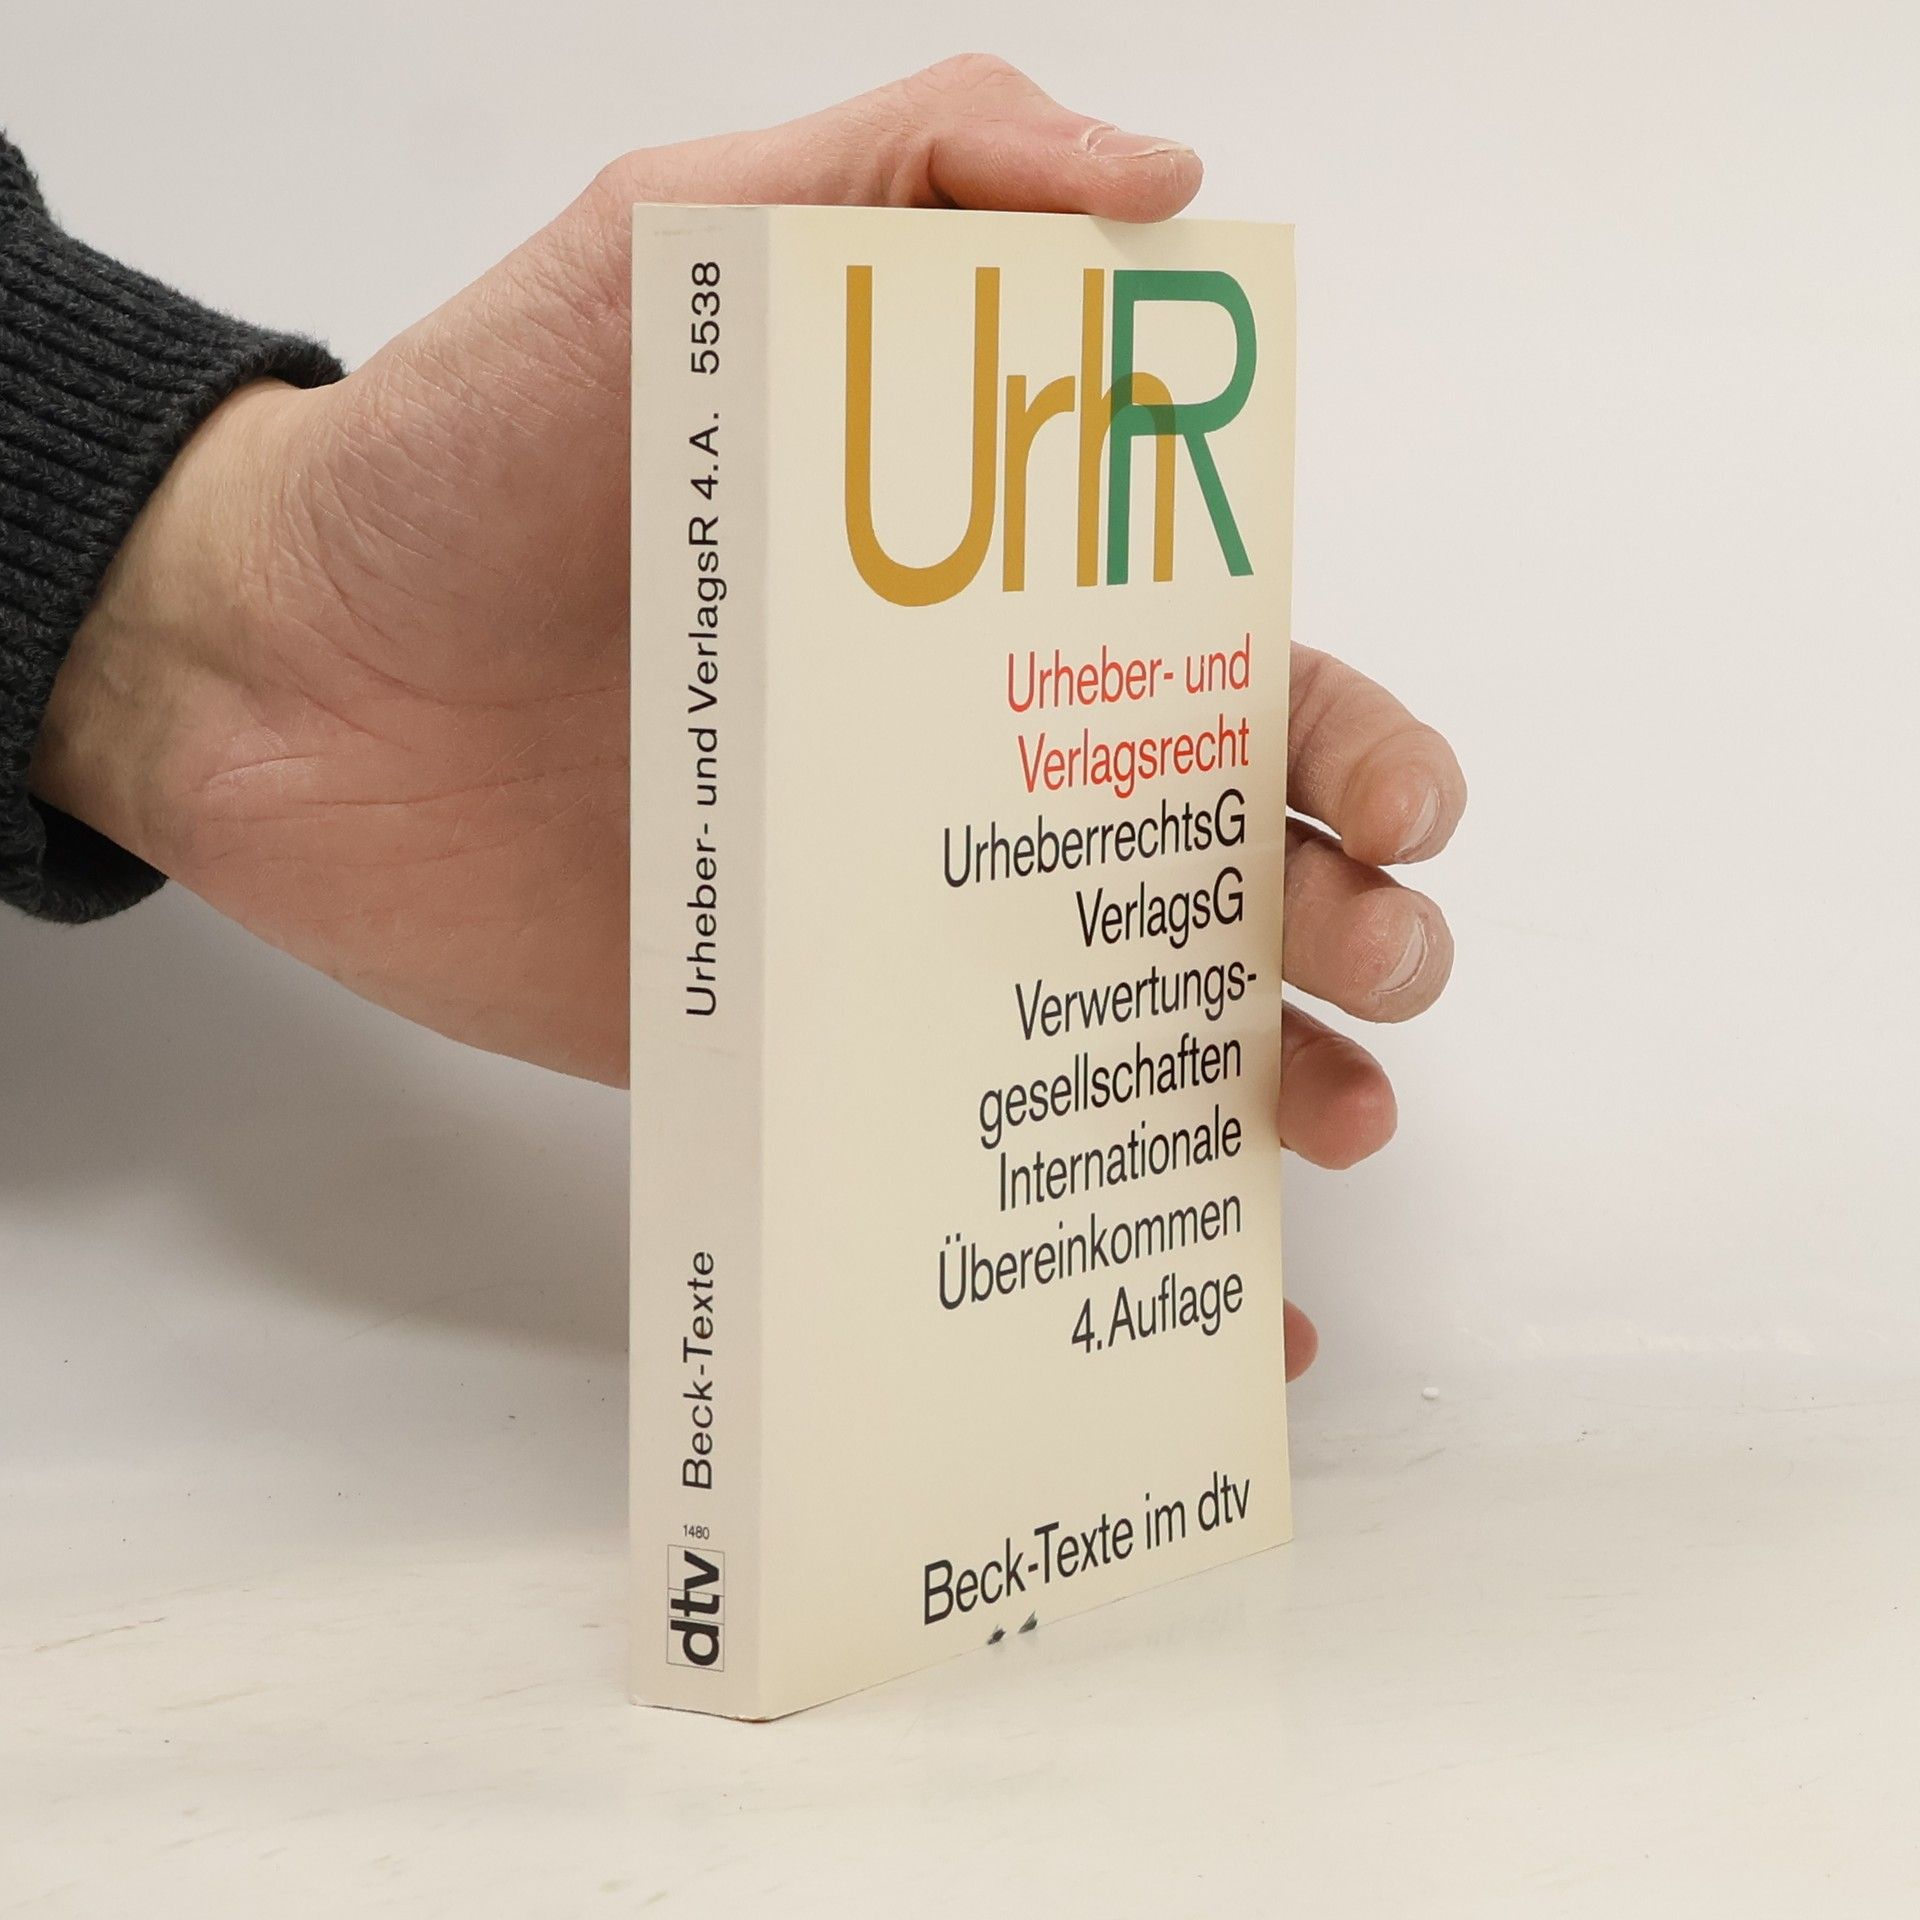 Urheber- und VerlagsR 4. A. 5538
Beck-Texte
1480
dtv
UrhR
Urheber- und
Verlagsrecht
UrheberrechtsG
VerlagsG
Verwertungs-
gesellschaften
Internationale
Übereinkommen
4. Auflage
Beck-Texte im dtv